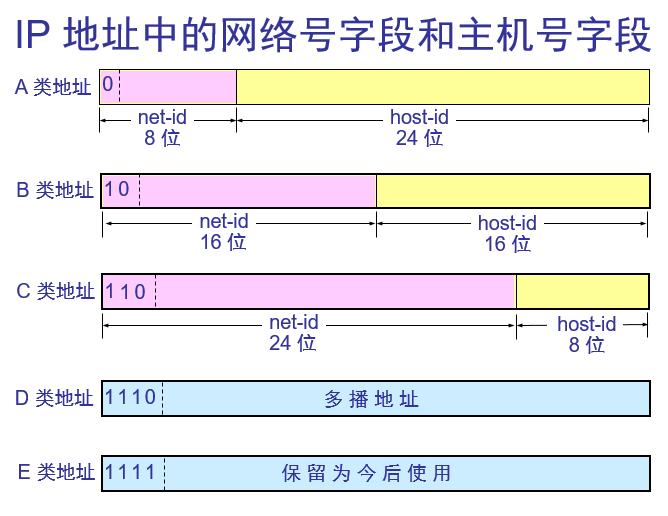 IP 地址中的网络号字段和主机号字段
A 类地址 0
net-id host-id
8 位 24 位
B 类地址 10
net-id host-id
16 位 16 位
C 类地址 110
net-id host-id
24 位 8 位
D 类地址 1110 多播地址
E 类地址 1111 保留为今后使用